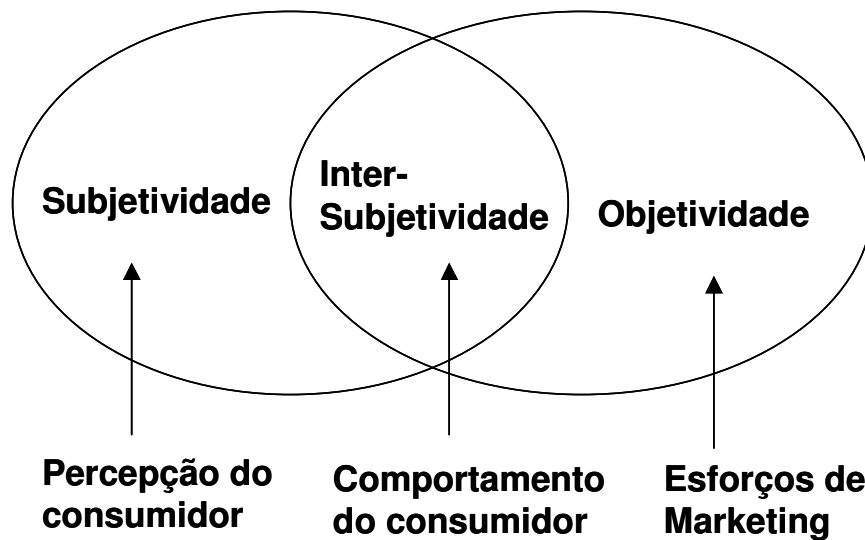 Subjetividade
Inter-
Subjetividade
Objetividade
Percepção do
consumidor
Comportamento
do consumidor
Esforços de
Marketing